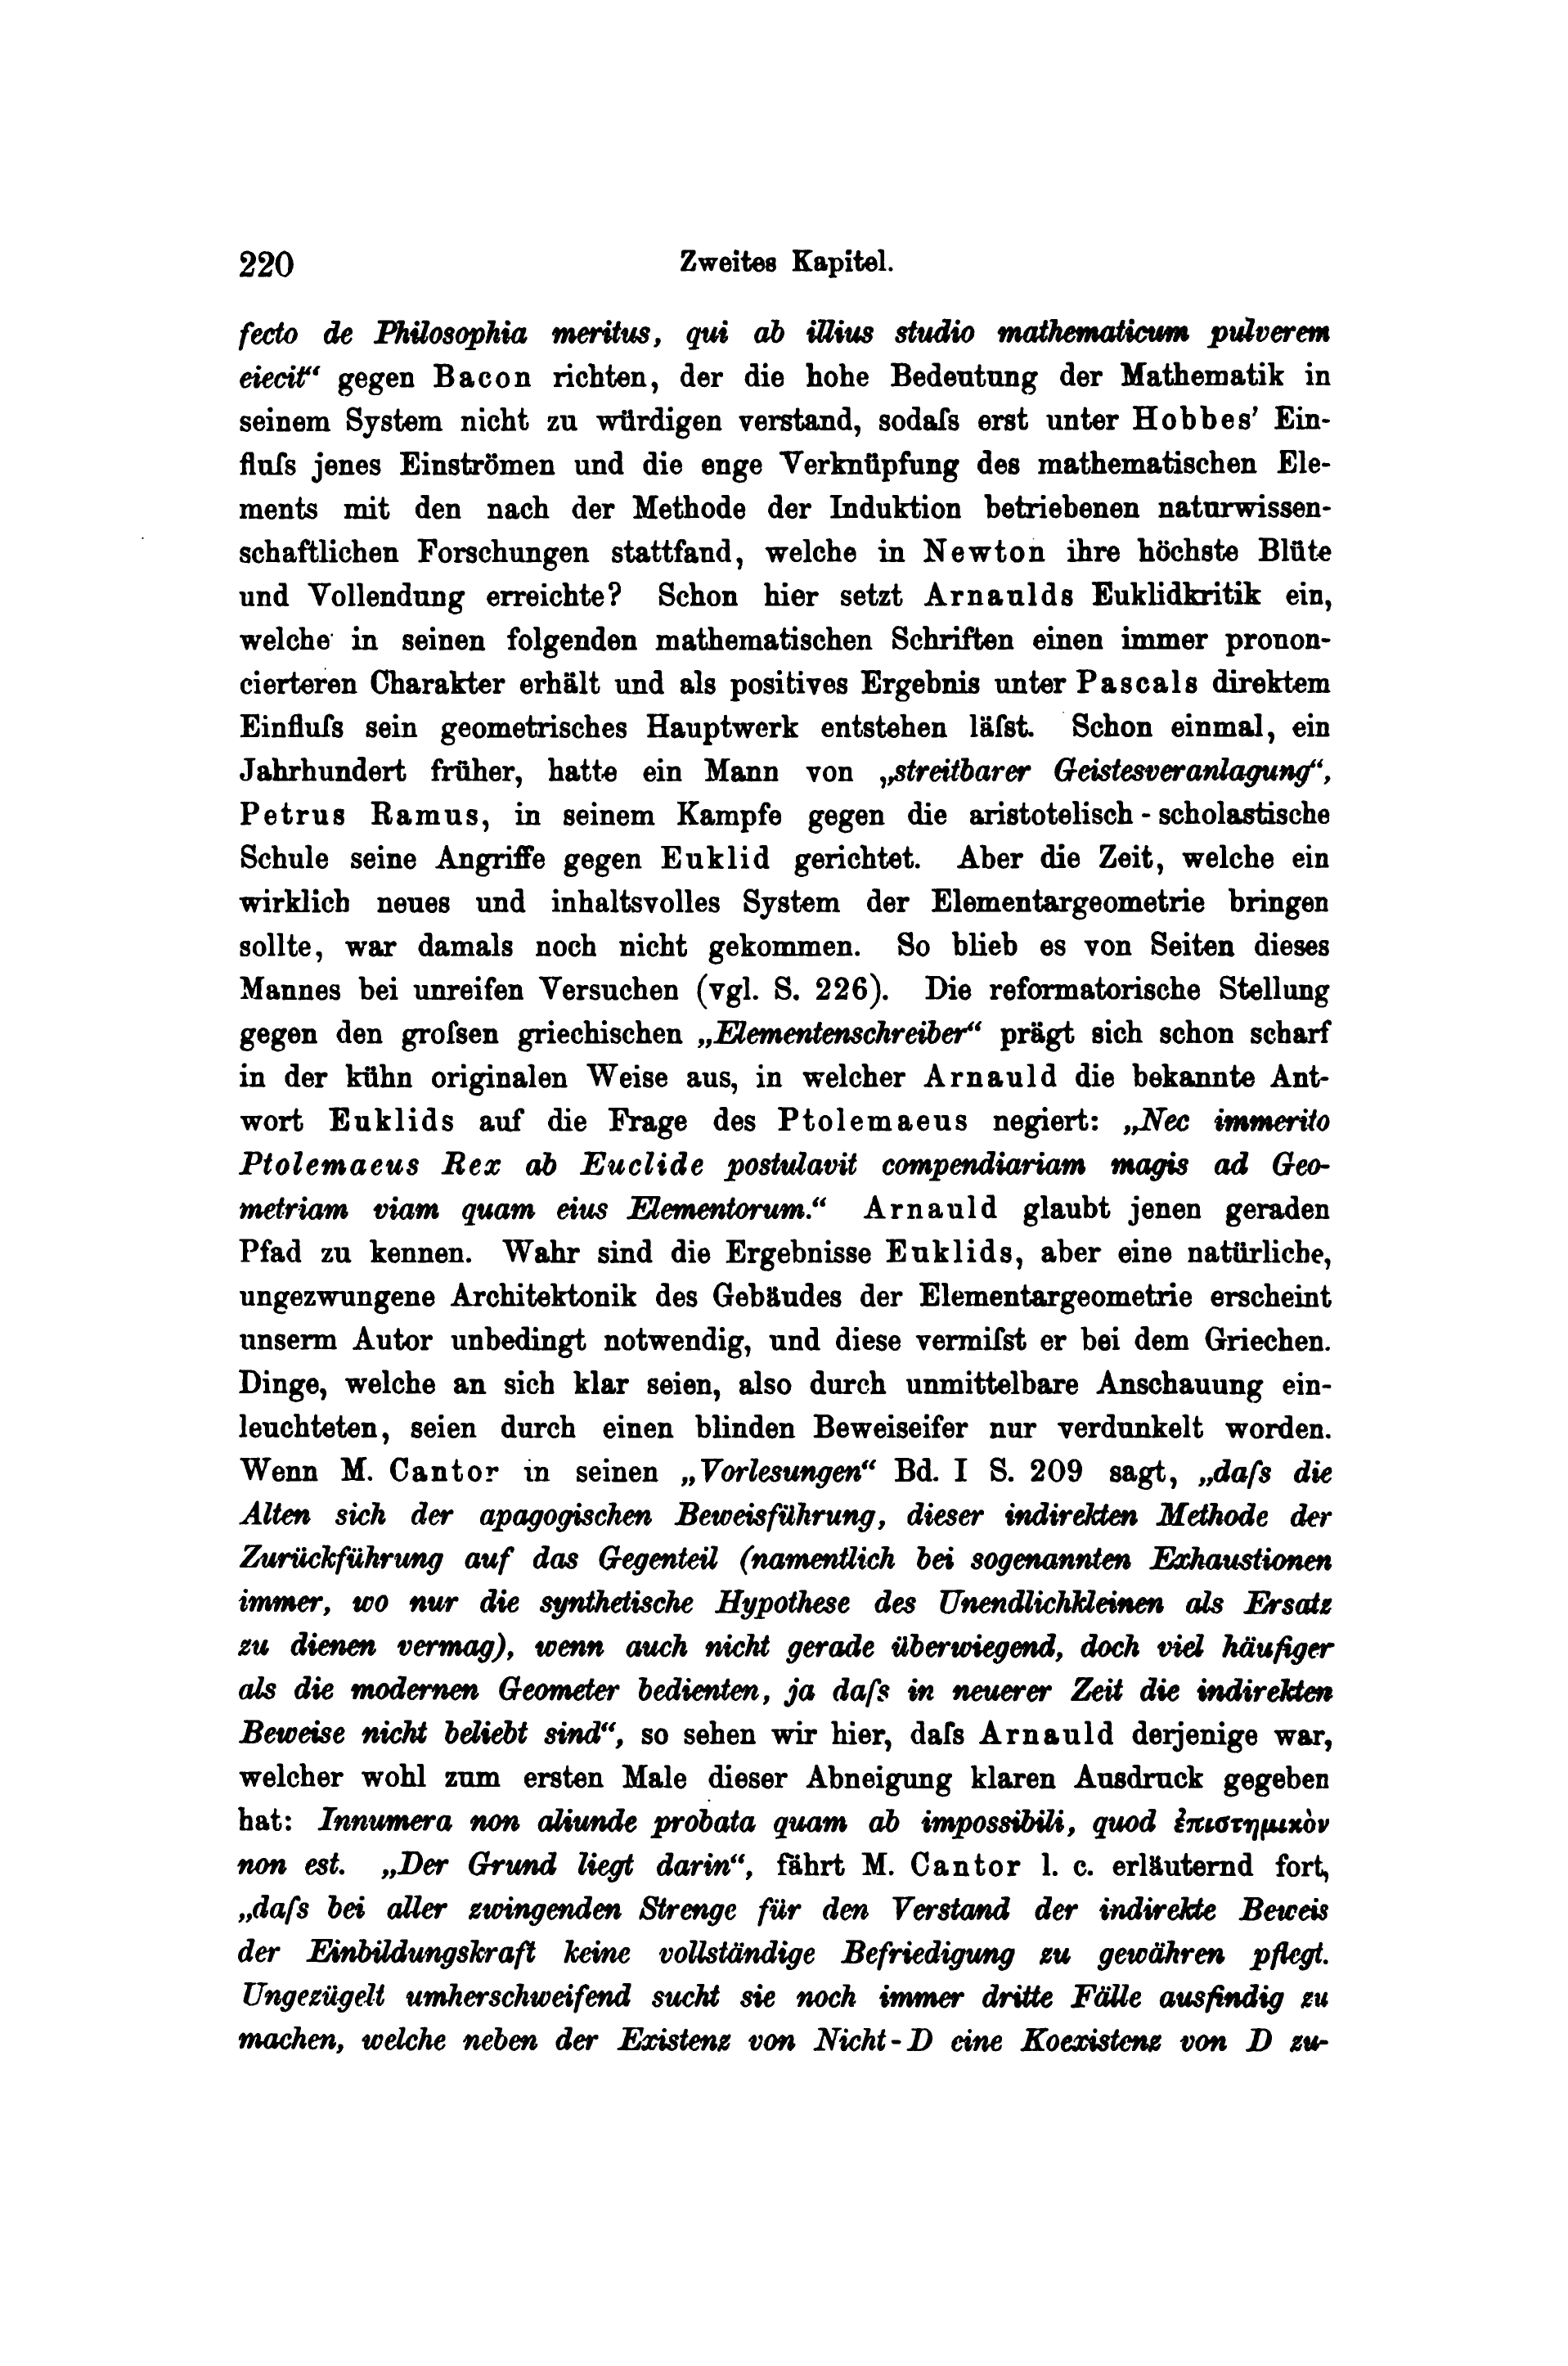 220 Zweites Kapitel.
fecto de Philosophia meritus, qui ab illius studio mathematicum pulverem
eiecit“ gegen Bacon richten, der die hohe Bedeutung der Mathematik in
seinem System nicht zu würdigen verstand, sodaſs erst unter Hobbes’ Ein-
fluſs jenes Einströmen und die enge Verknüpfung des mathematischen Ele-
ments mit den nach der Methode der Induktion betriebenen naturwissen-
schaftlichen Forschungen stattfand, welche in Newton ihre höchste Blüte
und Vollendung erreichte? Schon hier setzt Arnaulds Euklidkritik ein,
welche in seinen folgenden mathematischen Schriften einen immer pronon-
cierteren Charakter erhält und als positives Ergebnis unter Pascals direktem
Einfluſs sein geometrisches Hauptwerk entstehen läſst. Schon einmal, ein
Jahrhundert früher, hatte ein Mann von „streitbarer Geistesveranlagung“,
Petrus Ramus, in seinem Kampfe gegen die aristotelisch-scholastische
Schule seine Angriffe gegen Euklid gerichtet. Aber die Zeit, welche ein
wirklich neues und inhaltsvolles System der Elementargeometrie bringen
sollte, war damals noch nicht gekommen. So blieb es von Seiten dieses
Mannes bei unreifen Versuchen (vgl. S. 226). Die reformatorische Stellung
gegen den groſsen griechischen „Elementenschreiber“ prägt sich schon scharf
in der kühn originalen Weise aus, in welcher Arnauld die bekannte Ant-
wort Euklids auf die Frage des Ptolemaeus negiert: „Nec immerito
Ptolemaeus Rex ab Euclide postulavit compendiariam magis ad Geo-
metriam viam quam eius Elementorum.“ Arnauld glaubt jenen geraden
Pfad zu kennen. Wahr sind die Ergebnisse Euklids, aber eine natürliche,
ungezwungene Architektonik des Gebäudes der Elementargeometrie erscheint
unserm Autor unbedingt notwendig, und diese vermiſst er bei dem Griechen.
Dinge, welche an sich klar seien, also durch unmittelbare Anschauung ein-
leuchteten, seien durch einen blinden Beweiseifer nur verdunkelt worden.
Wenn M. Cantor in seinen „Vorlesungen“ Bd. I S. 209 sagt, „daſs die
Alten sich der apagogischen Beweisführung, dieser indirekten Methode der
Zurückführung auf das Gegenteil (namentlich bei sogenannten Exhaustionen
immer, wo nur die synthetische Hypothese des Unendlichkleinen als Ersatz
zu dienen vermag), wenn auch nicht gerade überwiegend, doch viel häufiger
als die modernen Geometer bedienten, ja daſs in neuerer Zeit die indirekten
Beweise nicht beliebt sind“, so sehen wir hier, daſs Arnauld derjenige war,
welcher wohl zum ersten Male dieser Abneigung klaren Ausdruck gegeben
hat: Innumera non aliunde probata quam ab impossibili, quod ἐπιστημικὸν
non est. „Der Grund liegt darin“, fährt M. Cantor l. c. erläuternd fort,
„daſs bei aller zwingenden Strenge für den Verstand der indirekte Beweis
der Einbildungskraft keine vollständige Befriedigung zu gewähren pflegt.
Ungezügelt umherschweifend sucht sie noch immer dritte Fälle ausfindig zu
machen, welche neben der Existenz von Nicht-D eine Koexistenz von D zu-